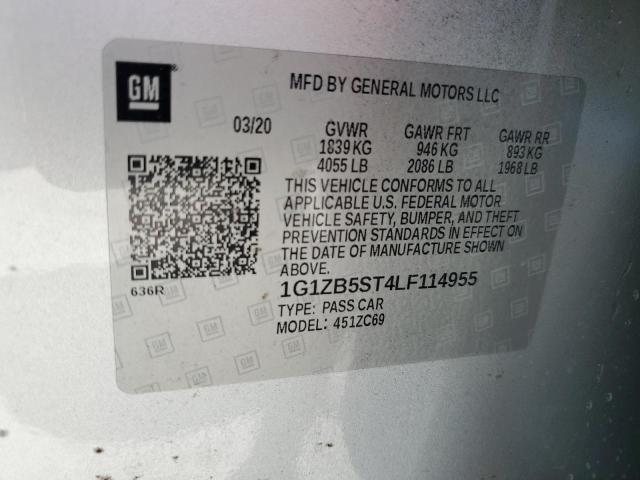 GM
MFD BY GENERAL MOTORS LLC
03/20 GVWR GAWR FRT GAWR RR
1839 KG 946 KG 893 KG
4055 LB 2086 LB 1968 LB
THIS VEHICLE CONFORMS TO ALL
APPLICABLE U.S. FEDERAL MOTOR
VEHICLE SAFETY, BUMPER, AND THEFT
PREVENTION STANDARDS IN EFFECT ON
THE DATE OF MANUFACTURE SHOWN
ABOVE.
636R
1G1ZB5ST4LF114955
TYPE: PASS CAR
MODEL: 451ZC69